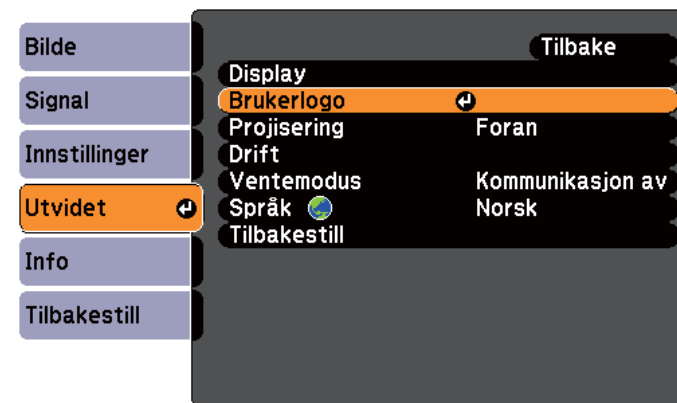 Bilde
Signal
Innstillinger
Utvidet
Info
Tilbakestill
Tilbake
Display
Brukerlogo
Projisering Foran
Drift
Ventemodus Kommunikasjon av
Språk Norsk
Tilbakestill